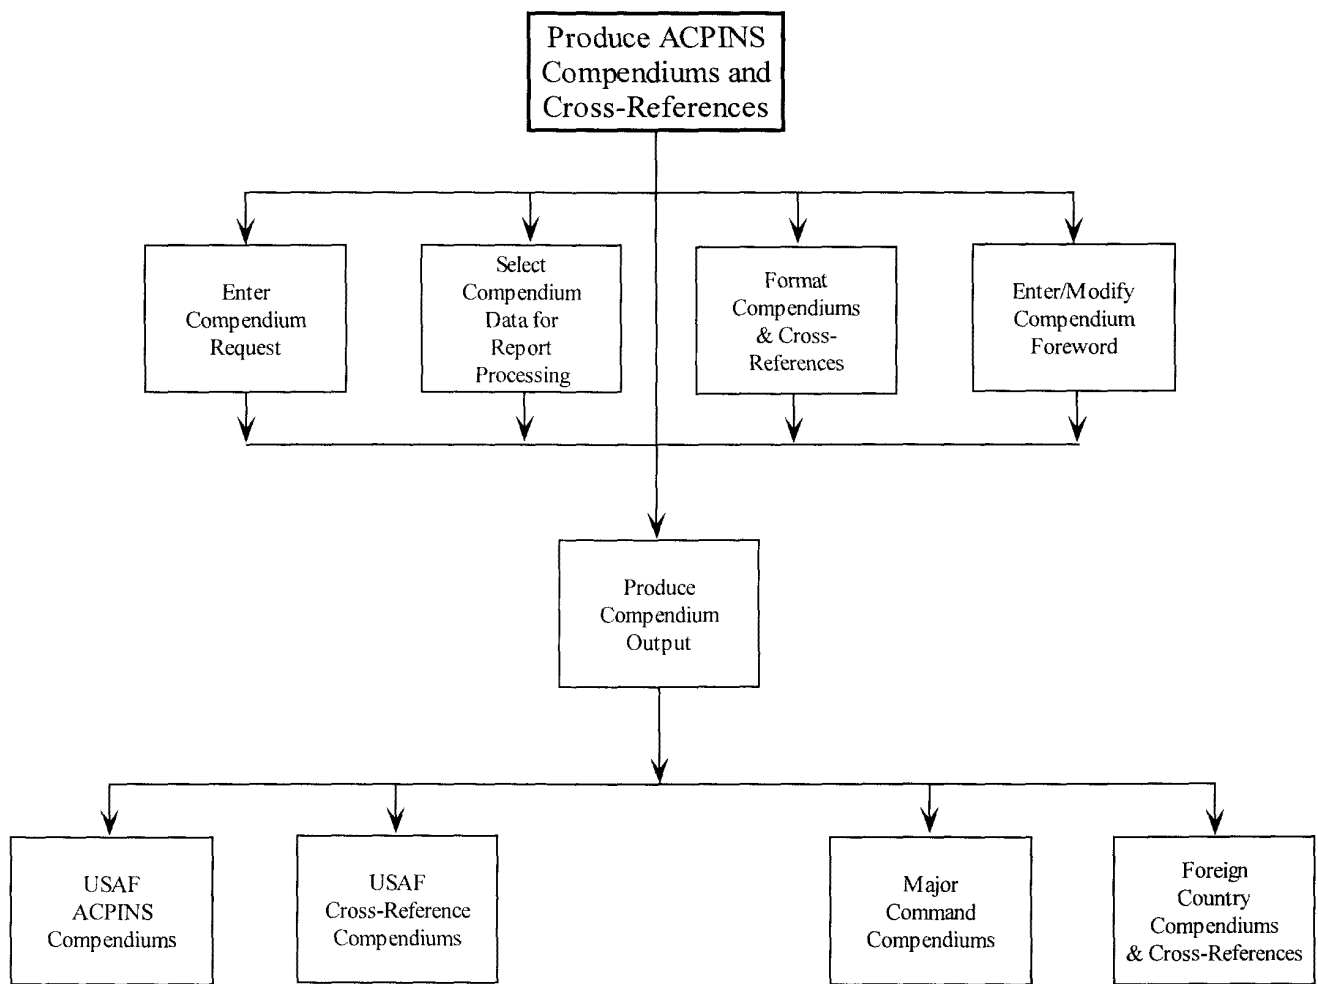 Produce ACPINS
Compendiums and
Cross-References
Enter
Compendium
Request
Select
Compendium
Data for
Report
Processing
Format
Compendiums
& Cross-
References
Enter/Modify
Compendium
Foreword
Produce
Compendium
Output
USAF
ACPINS
Compendiums
USAF
Cross-Reference
Compendiums
Major
Command
Compendiums
Foreign
Country
Compendiums
& Cross-References